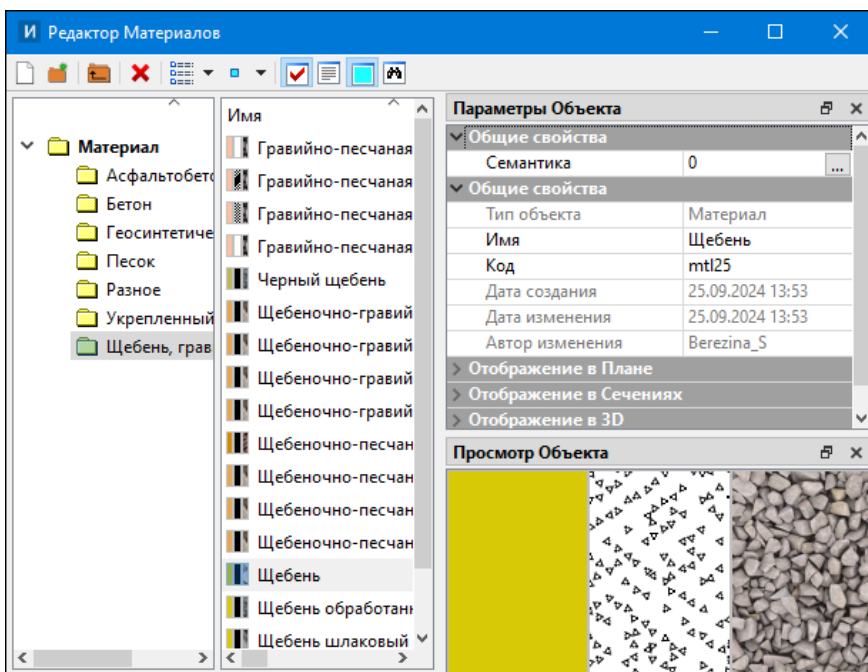 Редактор Материалов
Материал
Асфальтобето
Бетон
Геосинтетиче
Песок
Разное
Укрепленный
Щебень, грав
Имя
Гравийно-песчаная
Гравийно-песчаная
Гравийно-песчаная
Гравийно-песчаная
Черный щебень
Щебеночно-гравий
Щебеночно-гравий
Щебеночно-гравий
Щебеночно-гравий
Щебеночно-песчан
Щебеночно-песчан
Щебеночно-песчан
Щебеночно-песчан
Щебень
Щебень обработанн
Щебень шлаковый
Параметры Объекта
Общие свойства
Семантика 0 ...
Общие свойства
Тип объекта Материал
Имя Щебень
Код mtl25
Дата создания 25.09.2024 13:53
Дата изменения 25.09.2024 13:53
Автор изменения Berezina_S
Отображение в Плане
Отображение в Сечениях
Отображение в 3D
Просмотр Объекта